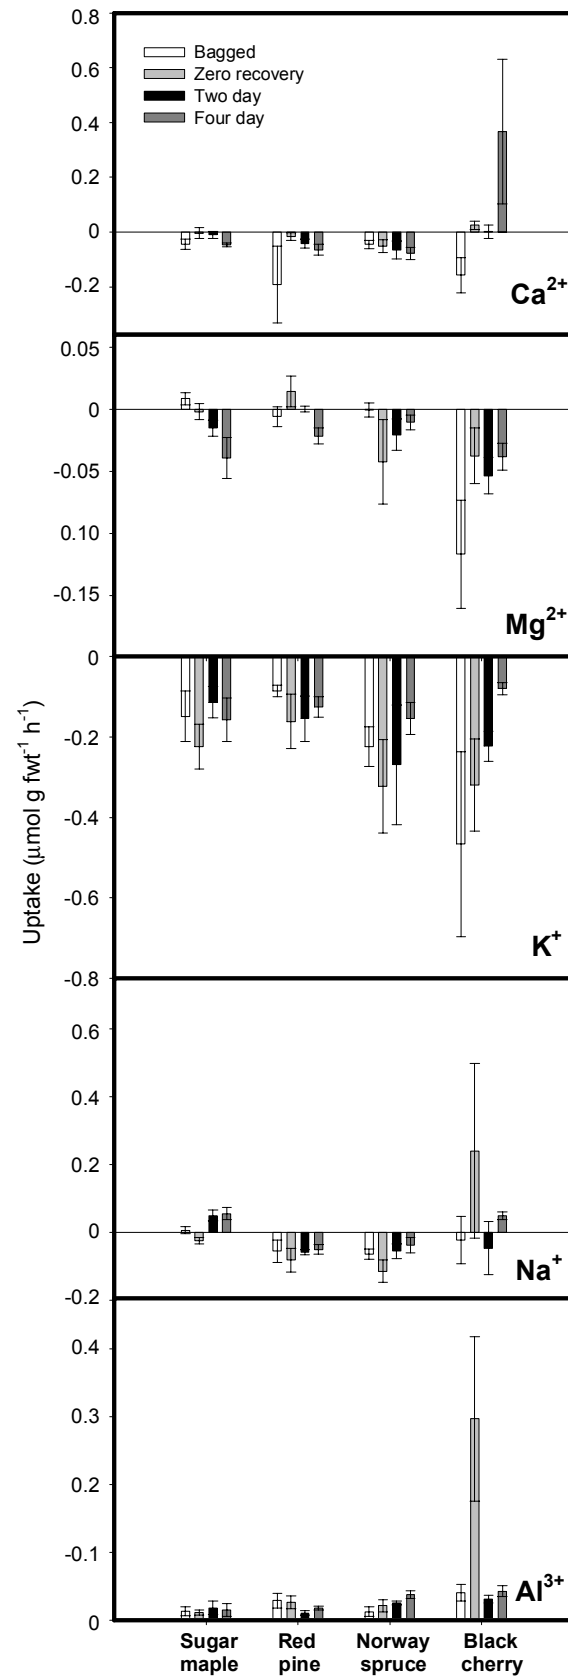 0.8
0.6
0.4
0.2
0
-0.2
Bagged
Zero recovery
Two day
Four day
Ca2+
0.05
0
-0.05
0.10
-0.15
Mg2+
0
-0.2
-0.4
-0.6
-0.8
K+
Uptake (μmol g fwt-1 h-1)
0.6
0.4
0.2
0
-0.2
Na+
0.4
0.3
0.2
-0.1
0
Al3+
Sugar maple
Red pine
Norway spruce
Black cherry